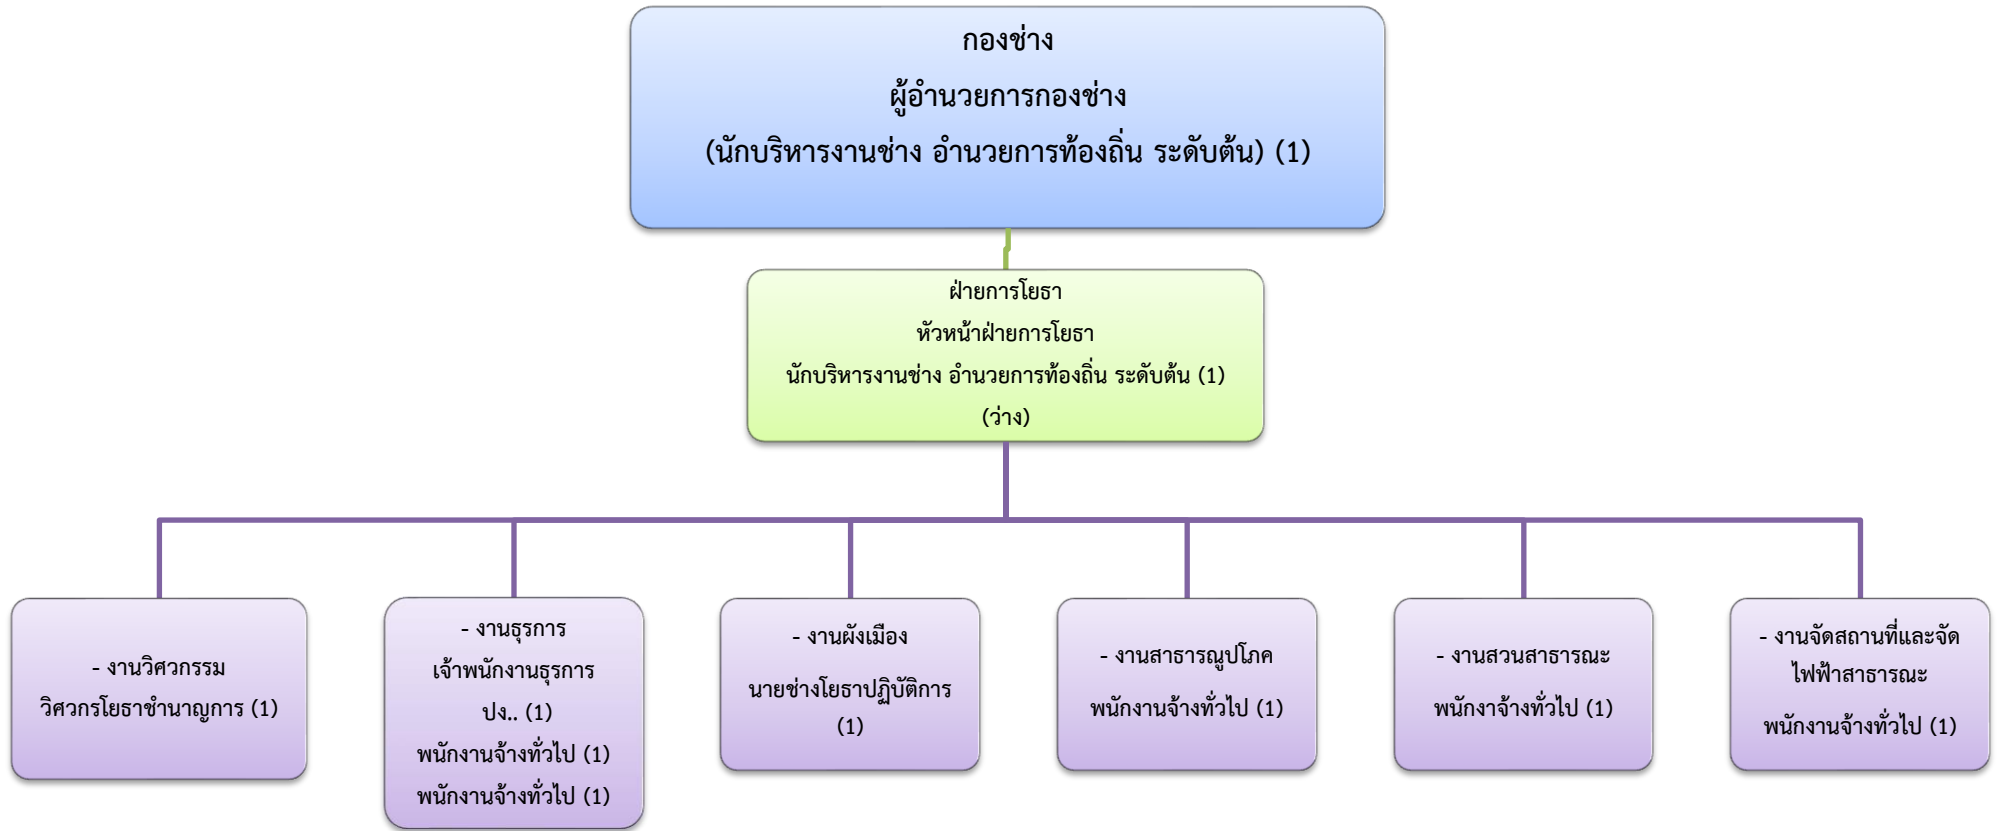 กองช่าง
ผู้อำนวยการกองช่าง
(นักบริหารงานช่าง อำนวยการท้องถิ่น ระดับต้น) (1)
ฝ่ายการโยธา
หัวหน้าฝ่ายการโยธา
นักบริหารงานช่าง อำนวยการท้องถิ่น ระดับต้น (1)
(ว่าง)
- งานวิศวกรรม
วิศวกรโยธาชำนาญการ (1)
- งานธุรการ
เจ้าพนักงานธุรการ
ปง.. (1)
พนักงานจ้างทั่วไป (1)
พนักงานจ้างทั่วไป (1)
- งานผังเมือง
นายช่างโยธาปฏิบัติการ
(1)
- งานสาธารณูปโภค
พนักงานจ้างทั่วไป (1)
- งานสวนสาธารณะ
พนักงาจ้างทั่วไป (1)
- งานจัดสถานที่และจัด
ไฟฟ้าสาธารณะ
พนักงานจ้างทั่วไป (1)